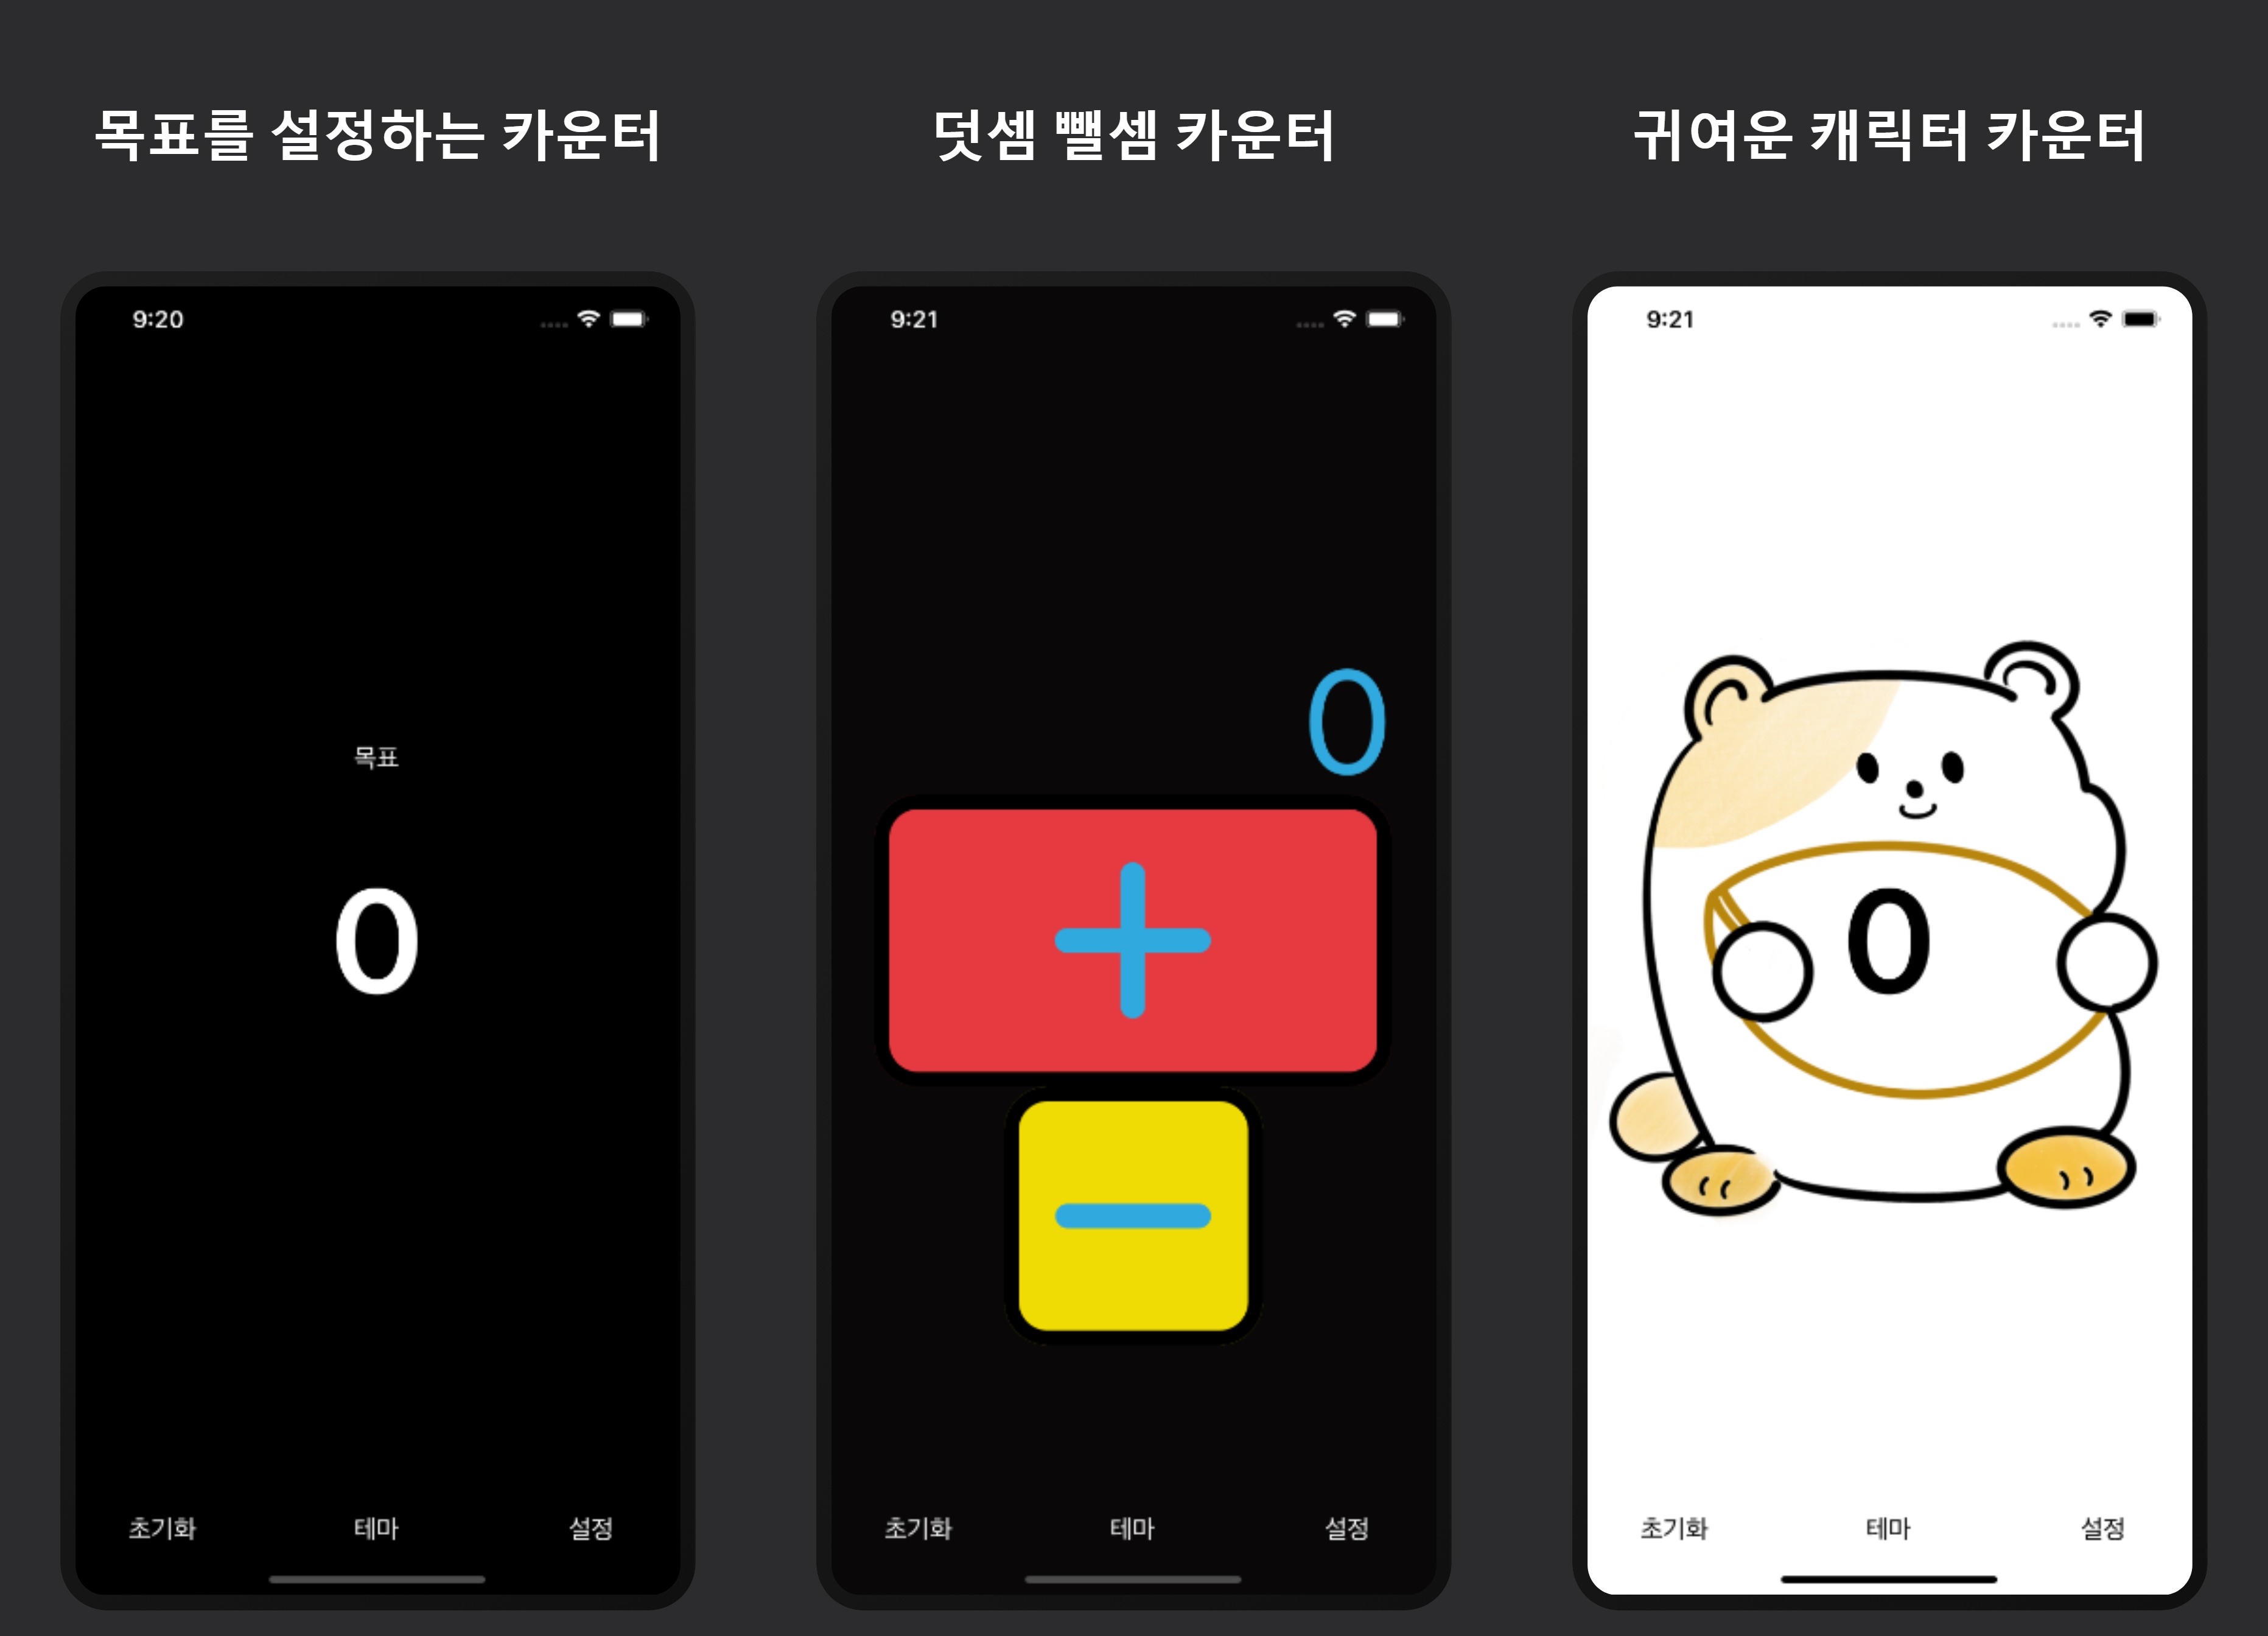 목표를 설정하는 카운터
덧셈 뺄셈 카운터
귀여운 캐릭터 카운터
9:20
목표
0
초기화
테마
설정
9:21
0
+
−
초기화
테마
설정
9:21
0
초기화
테마
설정